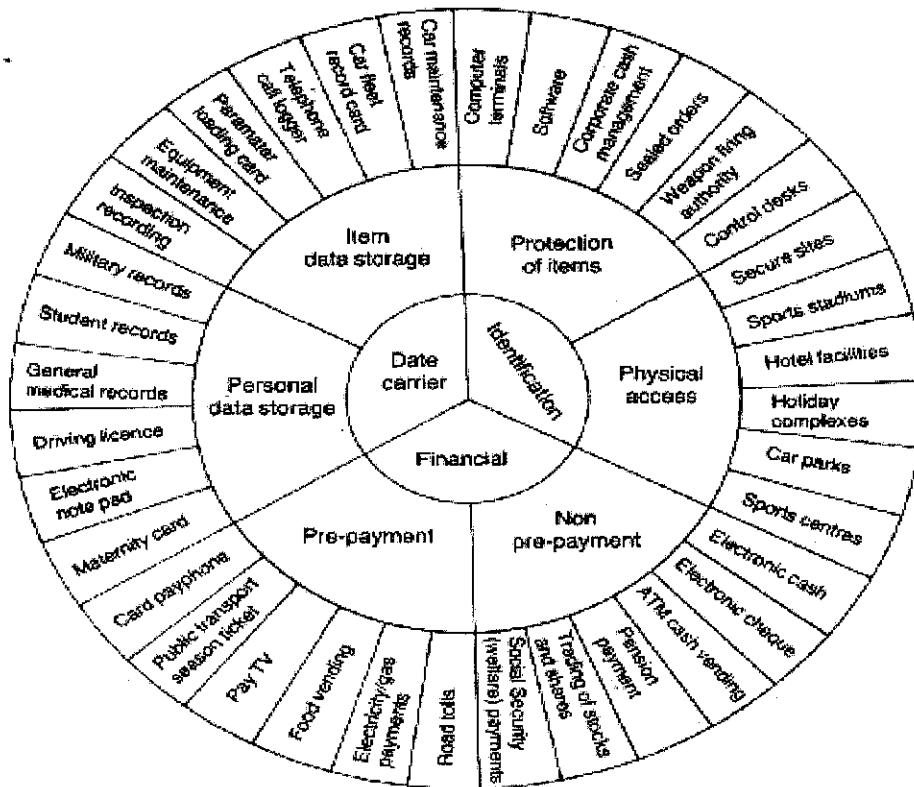 Car maintenance
records
Computer
terminals
Software
Corporate cash
management
Sealed orders
Weapon firing
authority
Control desks
Secure sites
Sports stadiums
Hotel facilities
Holiday
complexes
Car parks
Sports centres
Electronic cash
Electronic cheque
ATM cash vending
Pension
payment
Trading of stocks
and shares
Social Security
(welfare) payments
Road tolls
Electricity/gas
payments
Food vending
Pay TV
Public transport
season ticket
Card payphone
Maternity card
Electronic
note pad
Driving licence
General
medical records
Student records
Military records
Inspection
recording
Equipment
maintenance
Paramater
loading card
Telephone
call logger
Car fleet
record card
Item
data storage
Protection
of items
Physical
access
Non
pre-payment
Pre-payment
Personal
data storage
Date
carrier
Identification
Financial